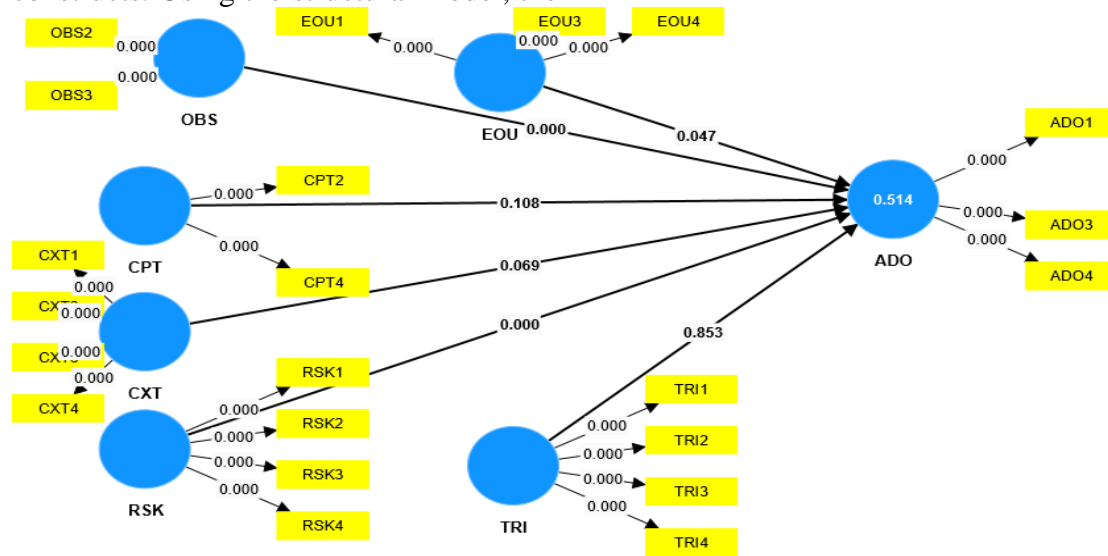 OBS2
0.000
0.000
OBS3
OBS
EOU1
EOU3
EOU4
0.000
0.000
0.000
EOU
0.000
0.047
CPT2
0.000
0.108
CPT
0.000
CPT4
CXT1
0.000
0.000
0.000
0.000
CXT4
CXT
0.069
0.000
RSK1
0.000
RSK2
0.000
RSK3
0.000
RSK4
0.000
RSK
0.853
TRI1
0.000
TRI2
0.000
TRI3
0.000
TRI4
0.000
TRI
0.514
ADO
ADO1
0.000
ADO3
0.000
ADO4
0.000